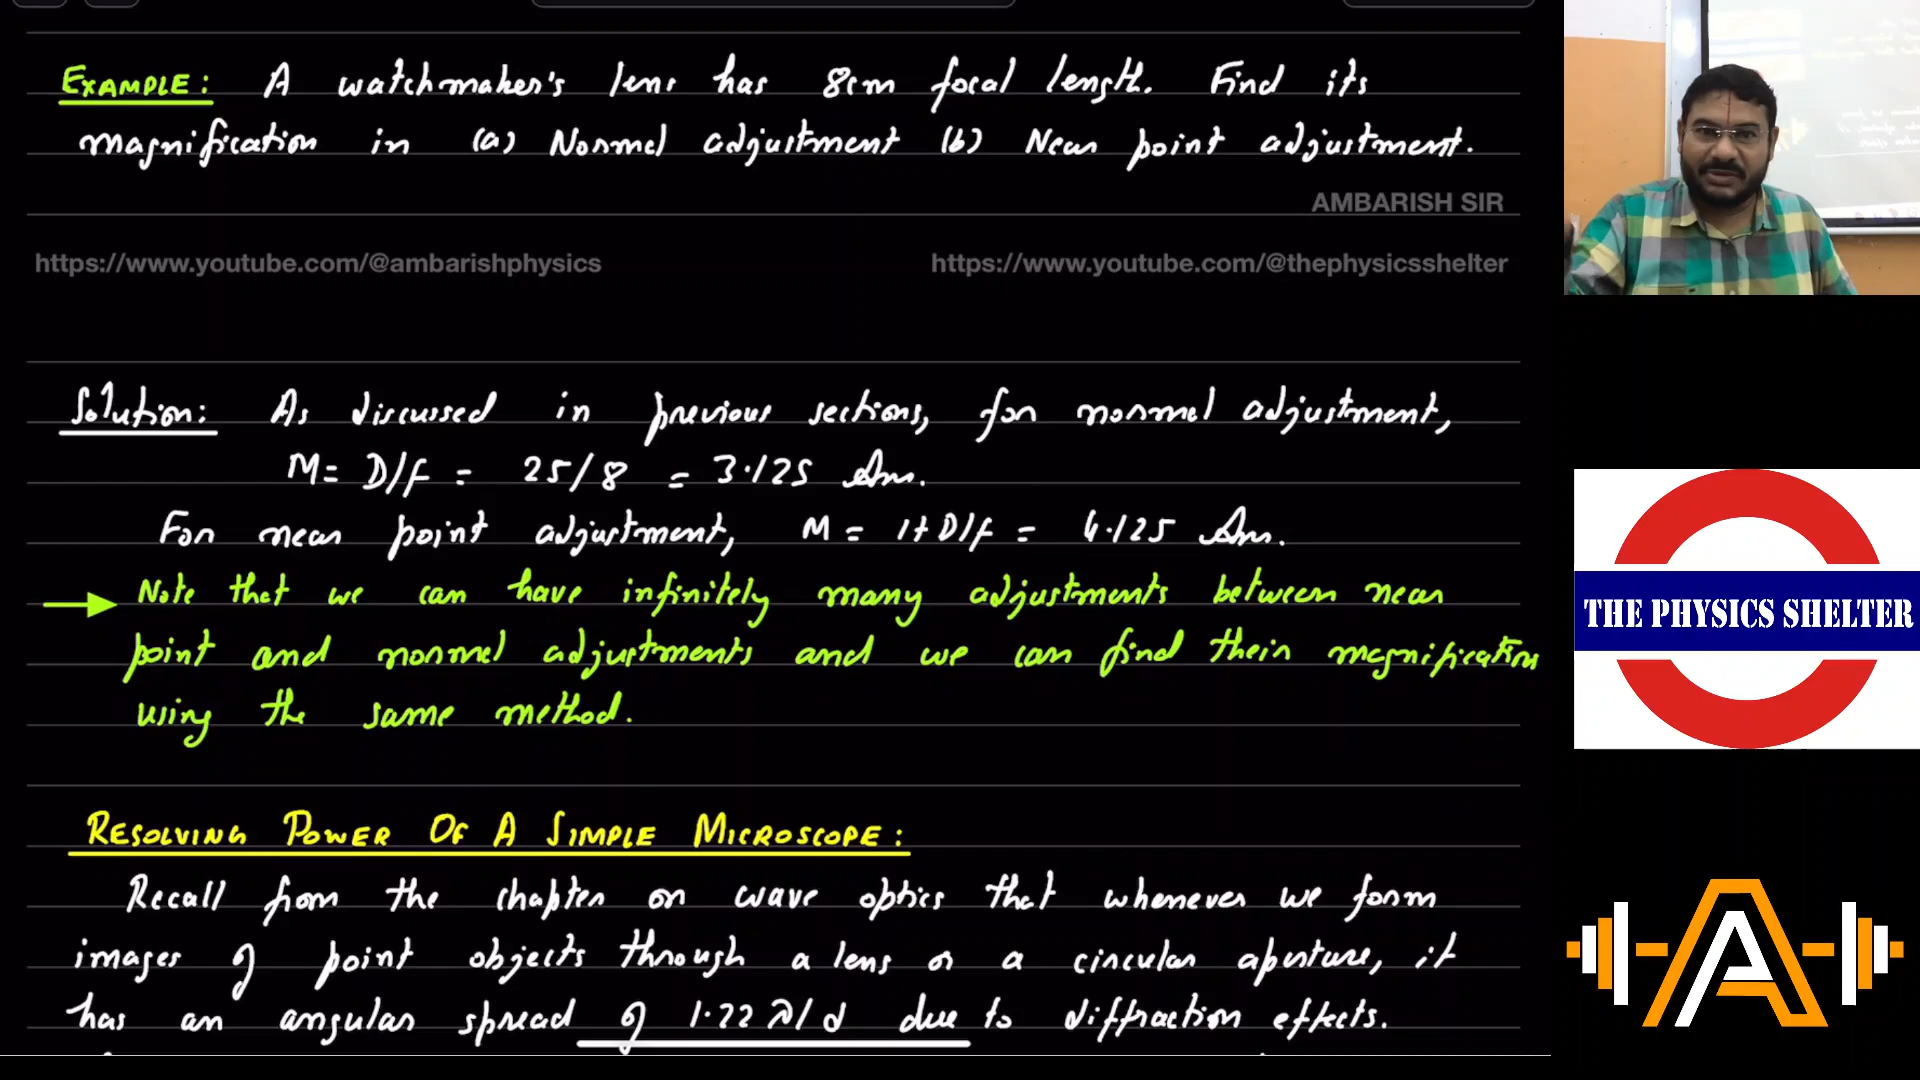 EXAMPLE: A watchmaker's lens has 8cm focal length. Find its
magnification in (a) Normal adjustment (b) Near point adjustment.
AMBARISH SIR
https://www.youtube.com/@ambarishphysics https://www.youtube.com/@thephysicsshelter
Solution: As discussed in previous sections, for normal adjustment,
M = D/f = 25/8 = 3.125 Ans.
For near point adjustment, M = 1+D/f = 4.125 Ans.
Note that we can have infinitely many adjustments between near
point and normal adjustments and we can find their magnification
using the same method.
THE PHYSICS SHELTER
RESOLVING POWER OF A SIMPLE MICROSCOPE:
Recall from the chapter on wave optics that whenever we form
images of point objects through a lens or a circular aperture, it
has an angular spread of 1.22 λ/d due to diffraction effects.